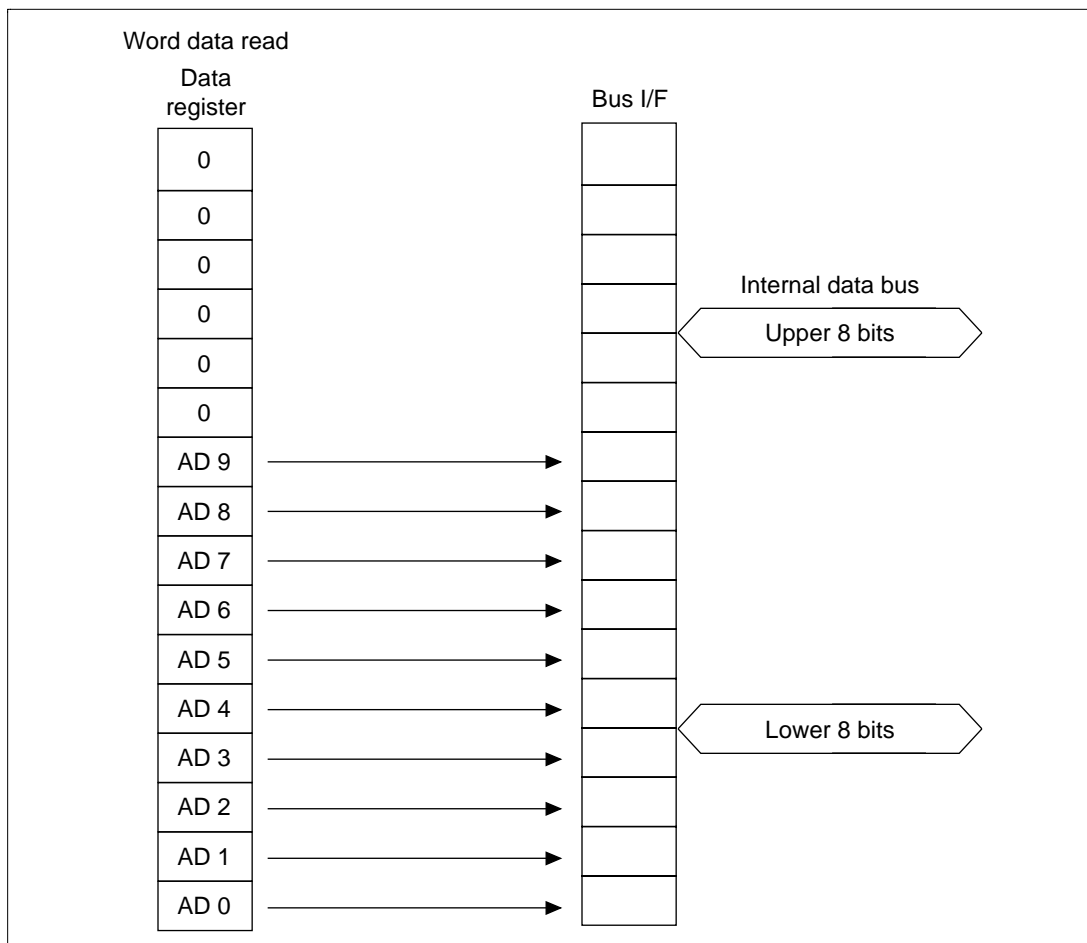 Word data read
Data
register
Bus I/F
0
0
0
0
0
0
AD 9
AD 8
AD 7
AD 6
AD 5
AD 4
AD 3
AD 2
AD 1
AD 0
Internal data bus
Upper 8 bits
Lower 8 bits